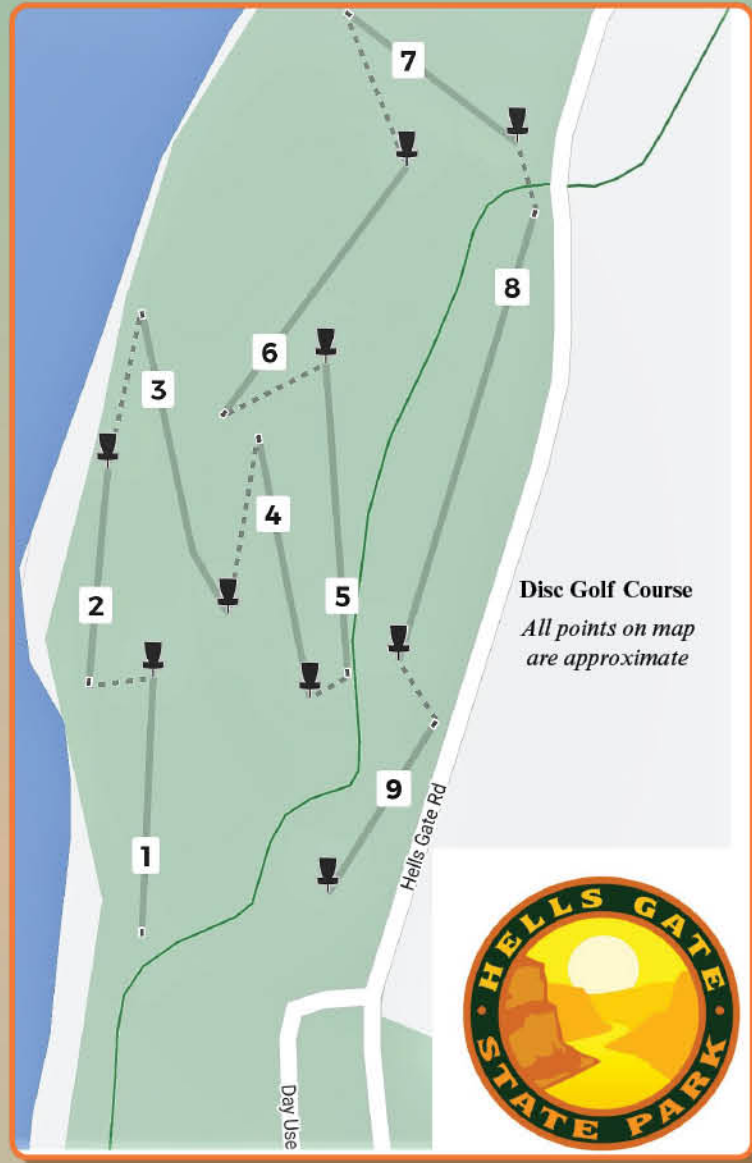 7
8
6
3
4
5
2
Disc Golf Course
All points on map
are approximate
9
Hells Gate Rd
1
HELLS GATE
STATE PARK
Day Use